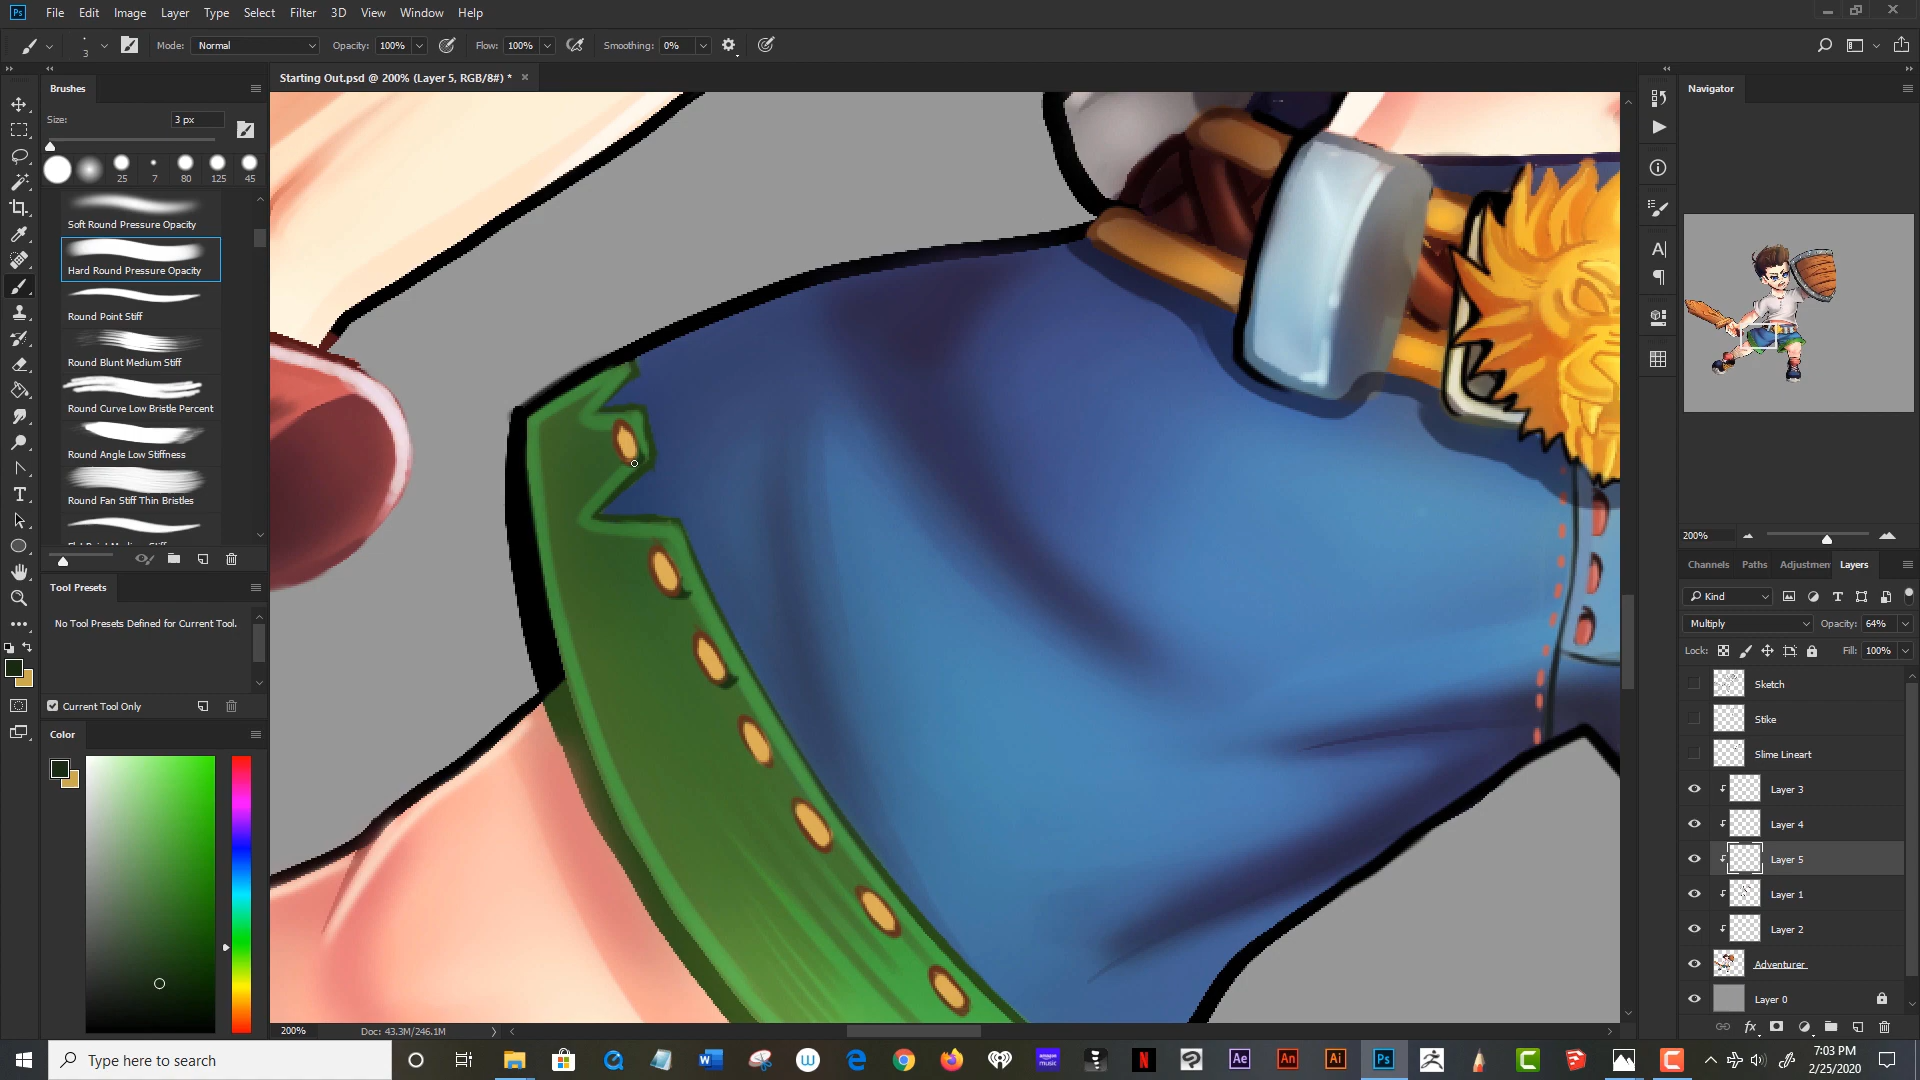 Ps File Edit Image Layer Type Select Filter 3D View Window Help
3 Mode: Normal Opacity: 100% Flow: 100% Smoothing: 0%
Starting Out.psd @ 200% (Layer 5, RGB/8#) *
Brushes
Size: 3 px
25 7 80 125 45
Soft Round Pressure Opacity
Hard Round Pressure Opacity
Round Point Stiff
Round Blunt Medium Stiff
Round Curve Low Bristle Percent
Round Angle Low Stiffness
Round Fan Stiff Thin Bristles
Tool Presets
No Tool Presets Defined for Current Tool.
Current Tool Only
Color
200% Doc: 43.3M/246.1M
Navigator
200%
Channels Paths Adjustmen Layers
Kind
Multiply Opacity: 64%
Lock: Fill: 100%
Sketch
Stike
Slime Lineart
Layer 3
Layer 4
Layer 5
Layer 1
Layer 2
Adventurer
Layer 0
Type here to search
Ae An Ai Ps
7:03 PM
2/25/2020